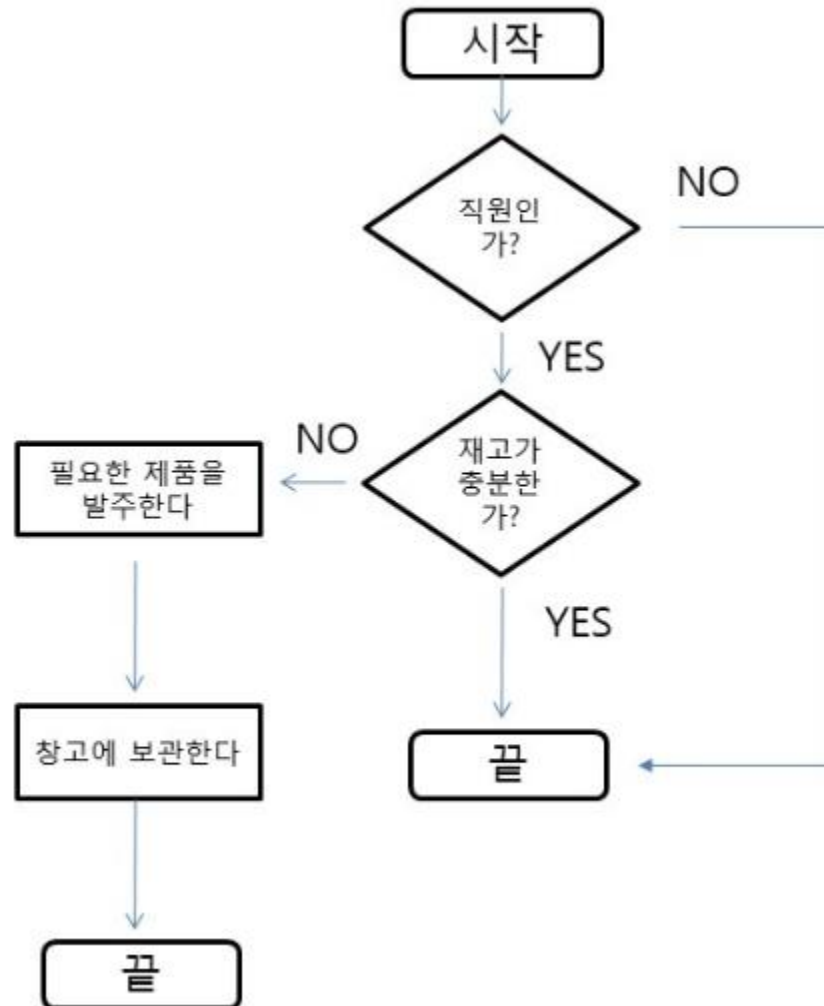 시작
직원인
가?
NO
YES
재고가
충분한
가?
NO
필요한 제품을
발주한다
YES
창고에 보관한다
끝
끝